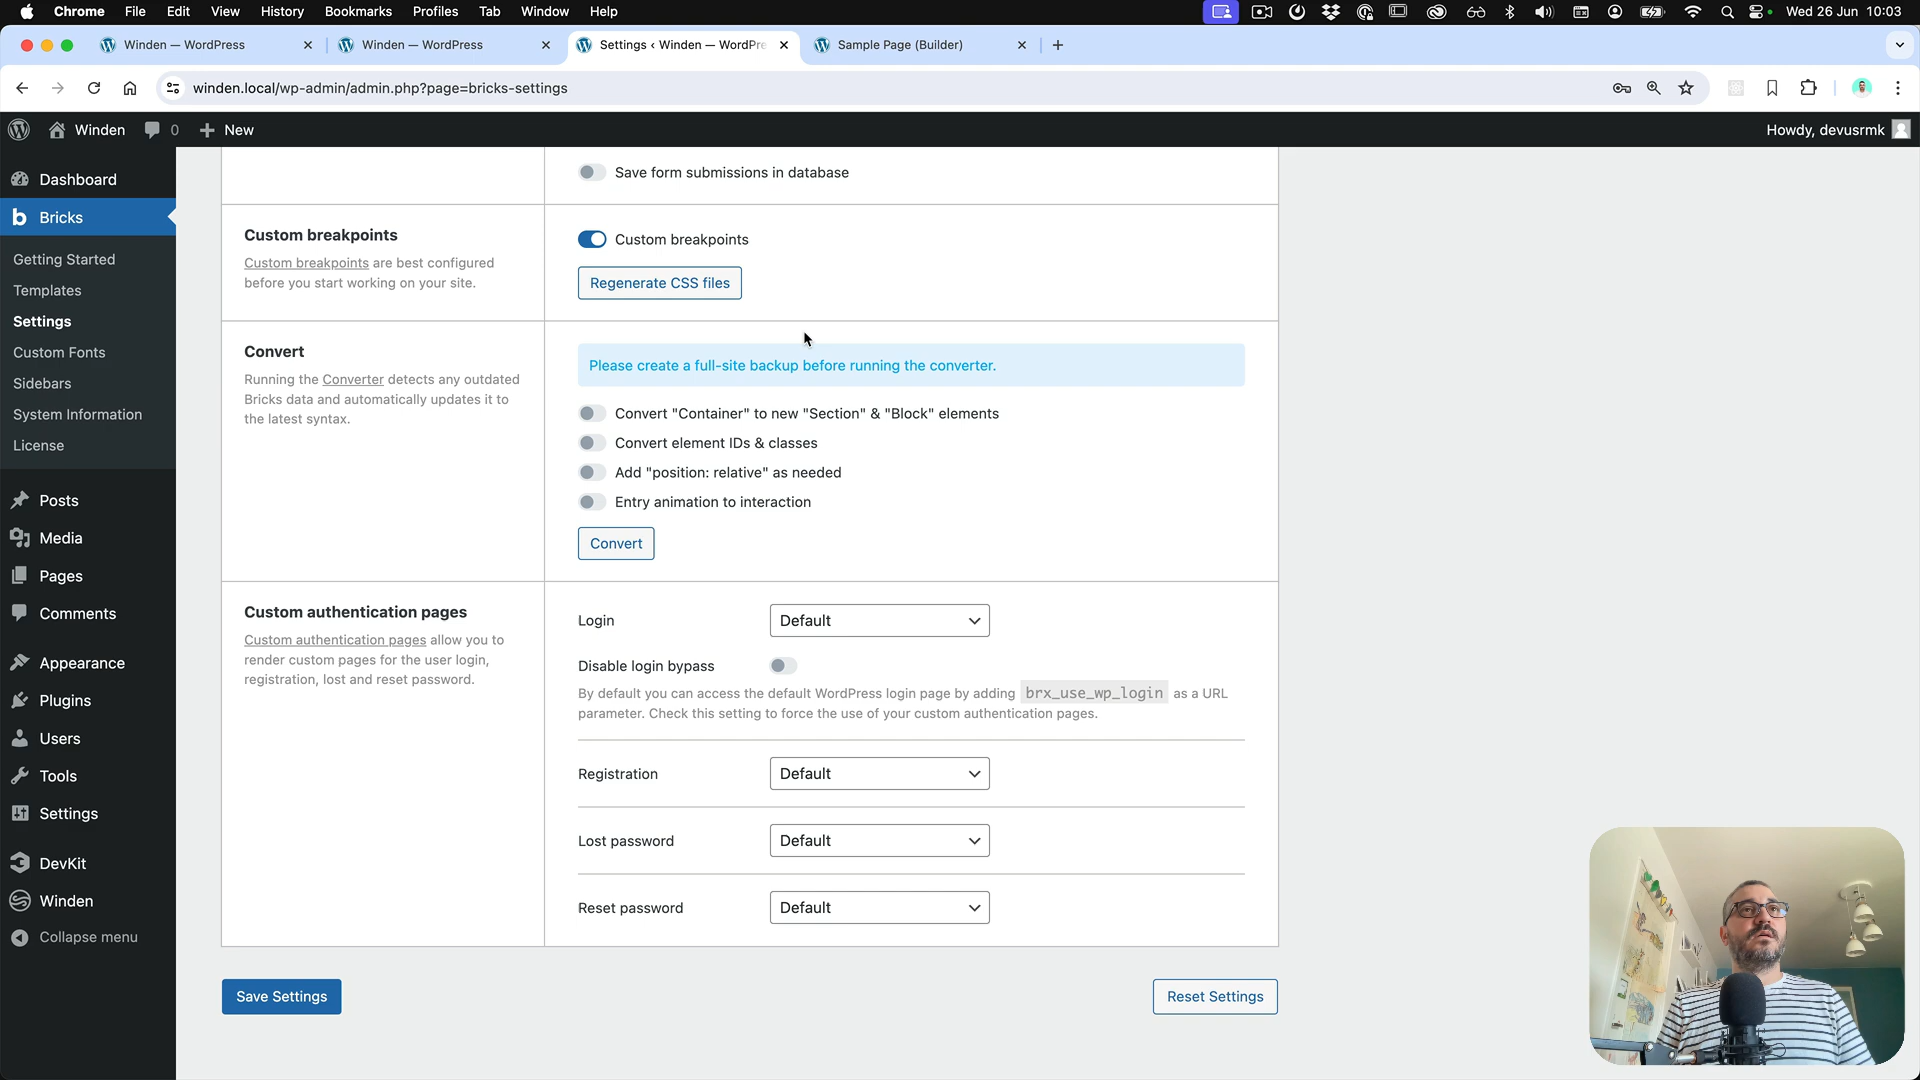 Chrome File Edit View History Bookmarks Profiles Tab Window Help Wed 26 Jun 10:03
Winden — WordPress
Winden — WordPress
Settings ‹ Winden — WordPre
Sample Page (Builder)
winden.local/wp-admin/admin.php?page=bricks-settings
Winden 0 New Howdy, devusrmk
Dashboard
Bricks
Getting Started
Templates
Settings
Custom Fonts
Sidebars
System Information
License
Posts
Media
Pages
Comments
Appearance
Plugins
Users
Tools
Settings
DevKit
Winden
Collapse menu
Save form submissions in database
Custom breakpoints
Custom breakpoints are best configured
before you start working on your site.
Custom breakpoints
Regenerate CSS files
Convert
Running the Converter detects any outdated
Bricks data and automatically updates it to
the latest syntax.
Please create a full-site backup before running the converter.
Convert "Container" to new "Section" & "Block" elements
Convert element IDs & classes
Add "position: relative" as needed
Entry animation to interaction
Convert
Custom authentication pages
Custom authentication pages allow you to
render custom pages for the user login,
registration, lost and reset password.
Login Default
Disable login bypass
By default you can access the default WordPress login page by adding brx_use_wp_login as a URL
parameter. Check this setting to force the use of your custom authentication pages.
Registration Default
Lost password Default
Reset password Default
Save Settings
Reset Settings